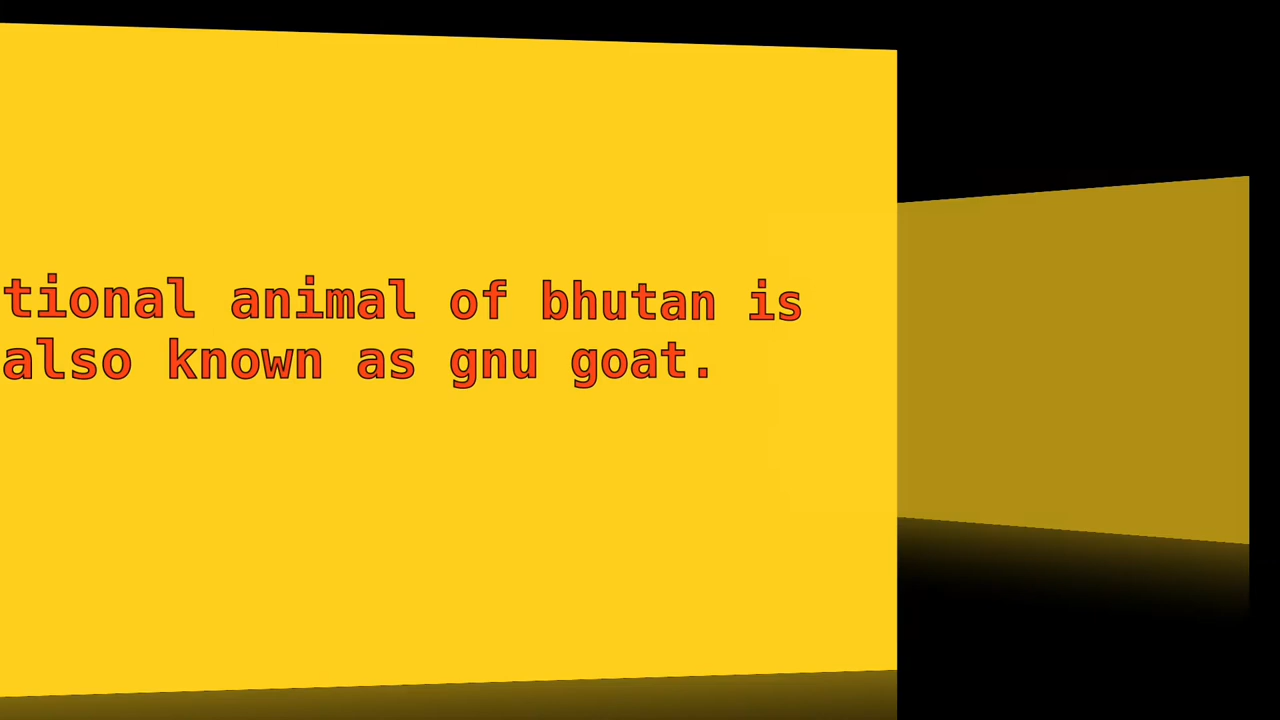 tional animal of bhutan is
also known as gnu goat.